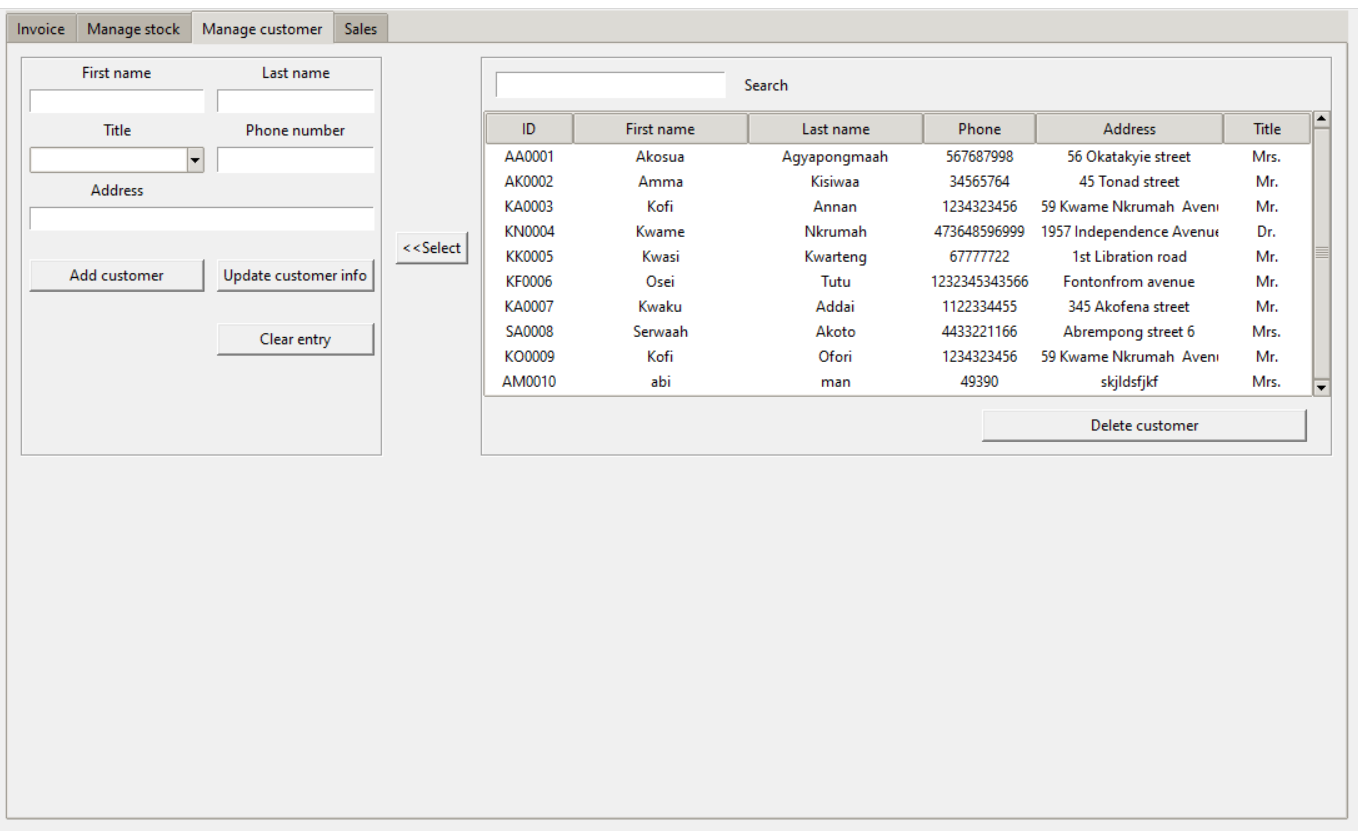 Invoice Manage stock Manage customer Sales
First name Last name
Title Phone number
Address
Add customer Update customer info
Clear entry
<<Select
Search
ID First name Last name Phone Address Title
AA0001 Akosua Agyapongmaah 567687998 56 Okatakyie street Mrs.
AK0002 Amma Kisiwaa 34565764 45 Tonad street Mr.
KA0003 Kofi Annan 1234323456 59 Kwame Nkrumah Aven Mr.
KN0004 Kwame Nkrumah 473648596999 1957 Independence Avenue Dr.
KK0005 Kwasi Kwarteng 67777722 1st Libration road Mr.
KF0006 Osei Tutu 1232345343566 Fontonfrom avenue Mr.
KA0007 Kwaku Addai 1122334455 345 Akofena street Mr.
SA0008 Serwaah Akoto 4433221166 Abrempong street 6 Mrs.
KO0009 Kofi Ofori 1234323456 59 Kwame Nkrumah Aven Mr.
AM0010 abi man 49390 skjldsfjkf Mrs.
Delete customer